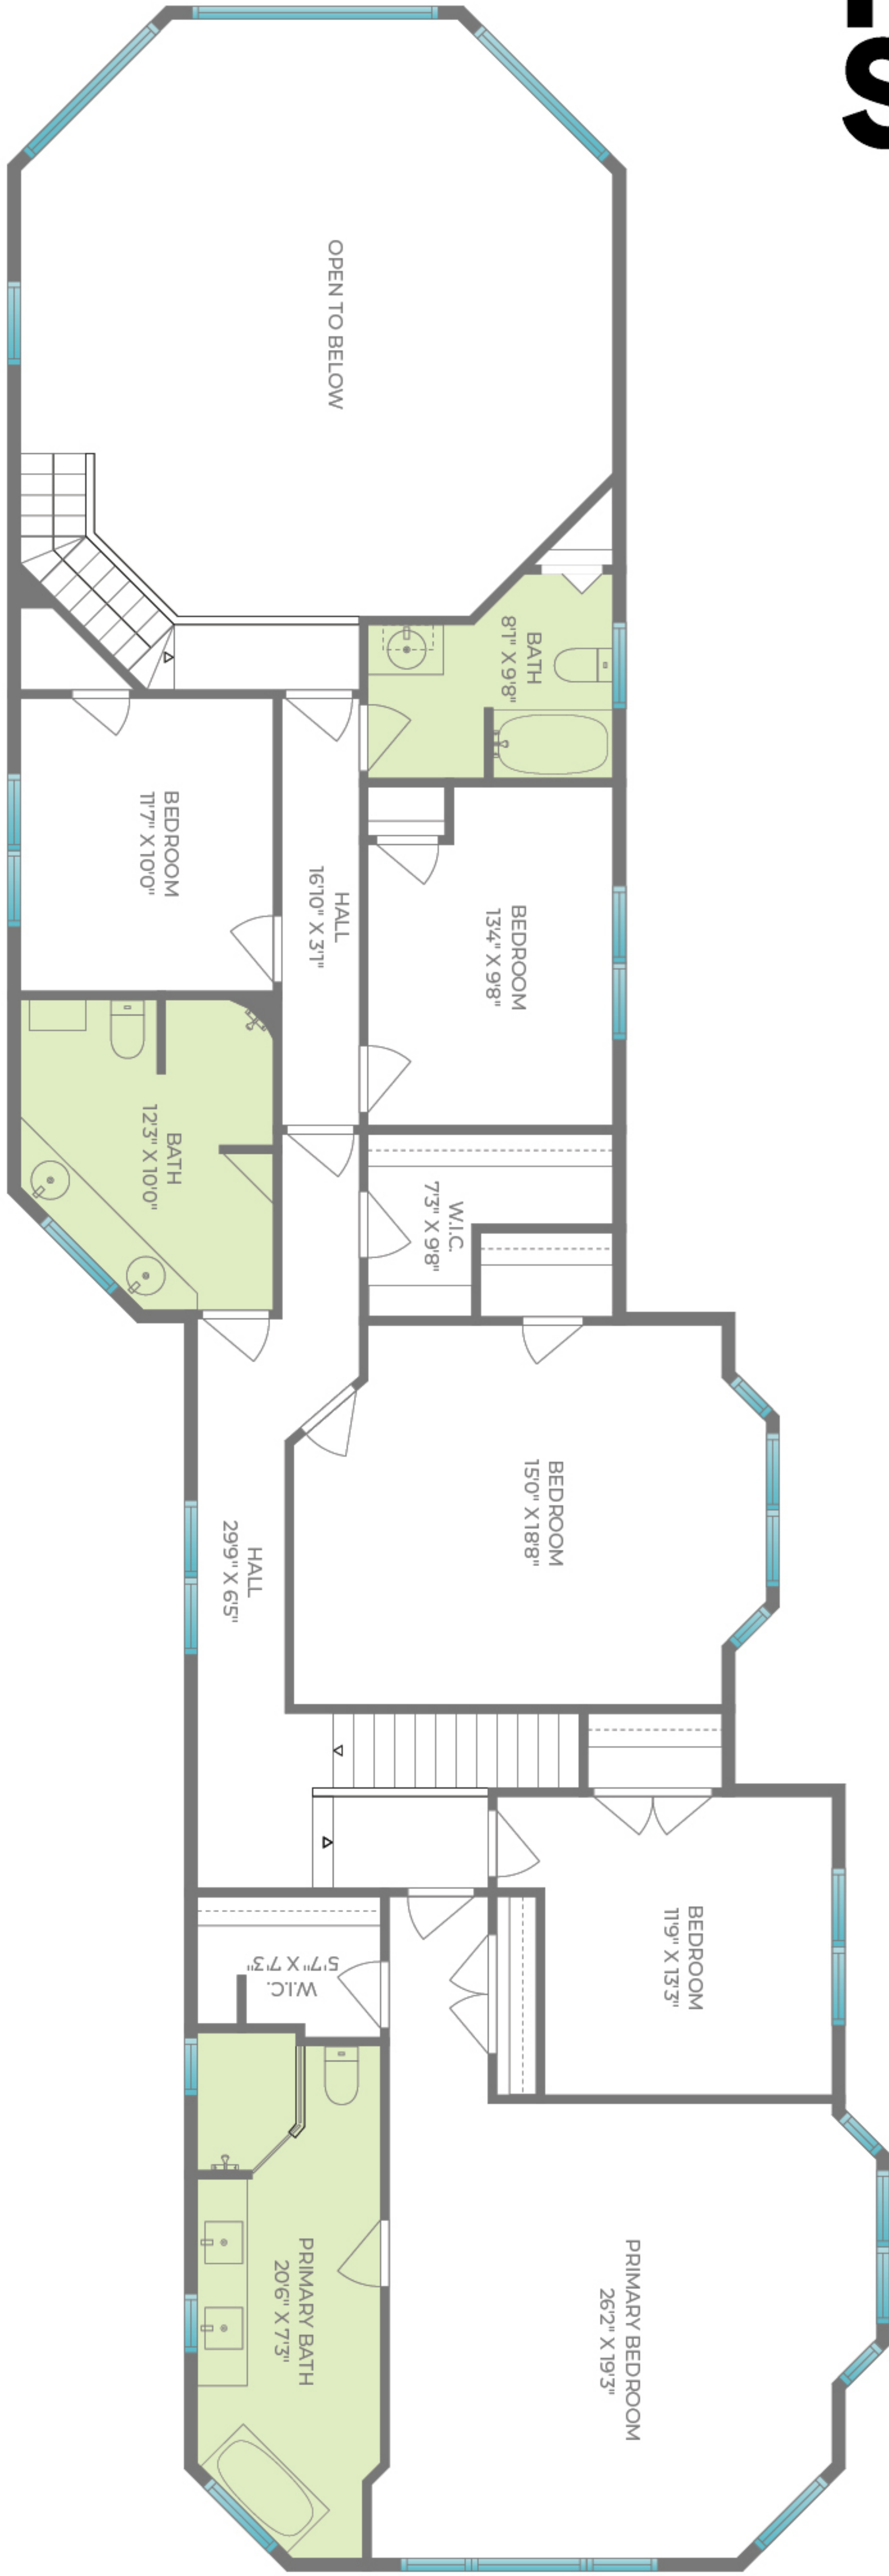 OPEN TO BELOW
BATH
8'1" X 9'8"
BEDROOM
11'7" X 10'0"
HALL
16'10" X 3'1"
BEDROOM
13'4" X 9'8"
BATH
12'3" X 10'0"
W.I.C.
7'3" X 9'8"
BEDROOM
15'0" X 18'8"
HALL
29'9" X 6'5"
BEDROOM
11'9" X 13'3"
W.I.C.
5'7" X 7'3"
PRIMARY BATH
20'6" X 7'3"
PRIMARY BEDROOM
26'2" X 19'3"